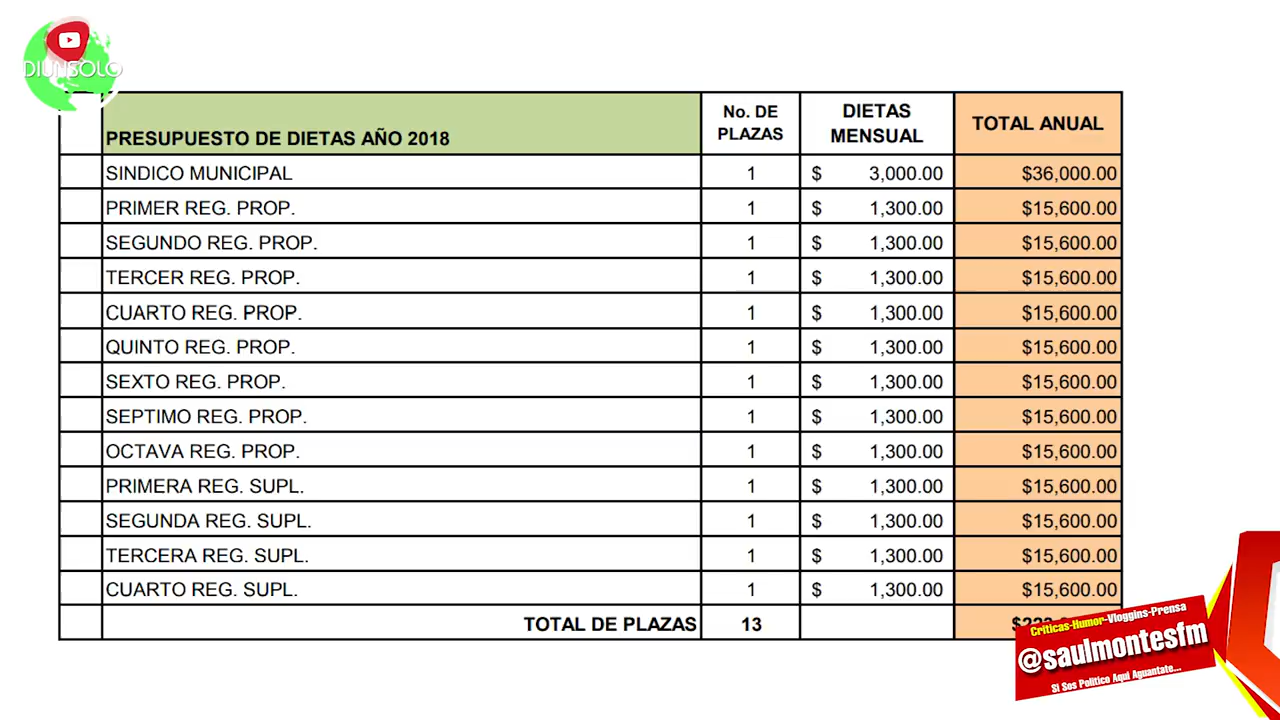 DIUNSOLO
PRESUPUESTO DE DIETAS AÑO 2018 No. DE PLAZAS DIETAS MENSUAL TOTAL ANUAL
SINDICO MUNICIPAL 1 $ 3,000.00 $36,000.00
PRIMER REG. PROP. 1 $ 1,300.00 $15,600.00
SEGUNDO REG. PROP. 1 $ 1,300.00 $15,600.00
TERCER REG. PROP. 1 $ 1,300.00 $15,600.00
CUARTO REG. PROP. 1 $ 1,300.00 $15,600.00
QUINTO REG. PROP. 1 $ 1,300.00 $15,600.00
SEXTO REG. PROP. 1 $ 1,300.00 $15,600.00
SEPTIMO REG. PROP. 1 $ 1,300.00 $15,600.00
OCTAVA REG. PROP. 1 $ 1,300.00 $15,600.00
PRIMERA REG. SUPL. 1 $ 1,300.00 $15,600.00
SEGUNDA REG. SUPL. 1 $ 1,300.00 $15,600.00
TERCERA REG. SUPL. 1 $ 1,300.00 $15,600.00
CUARTO REG. SUPL. 1 $ 1,300.00 $15,600.00
TOTAL DE PLAZAS 13
Criticas-Humor-Vloggins-Prensa
@saulmontesfm
Si Sos Politico Aqui Aguantate...